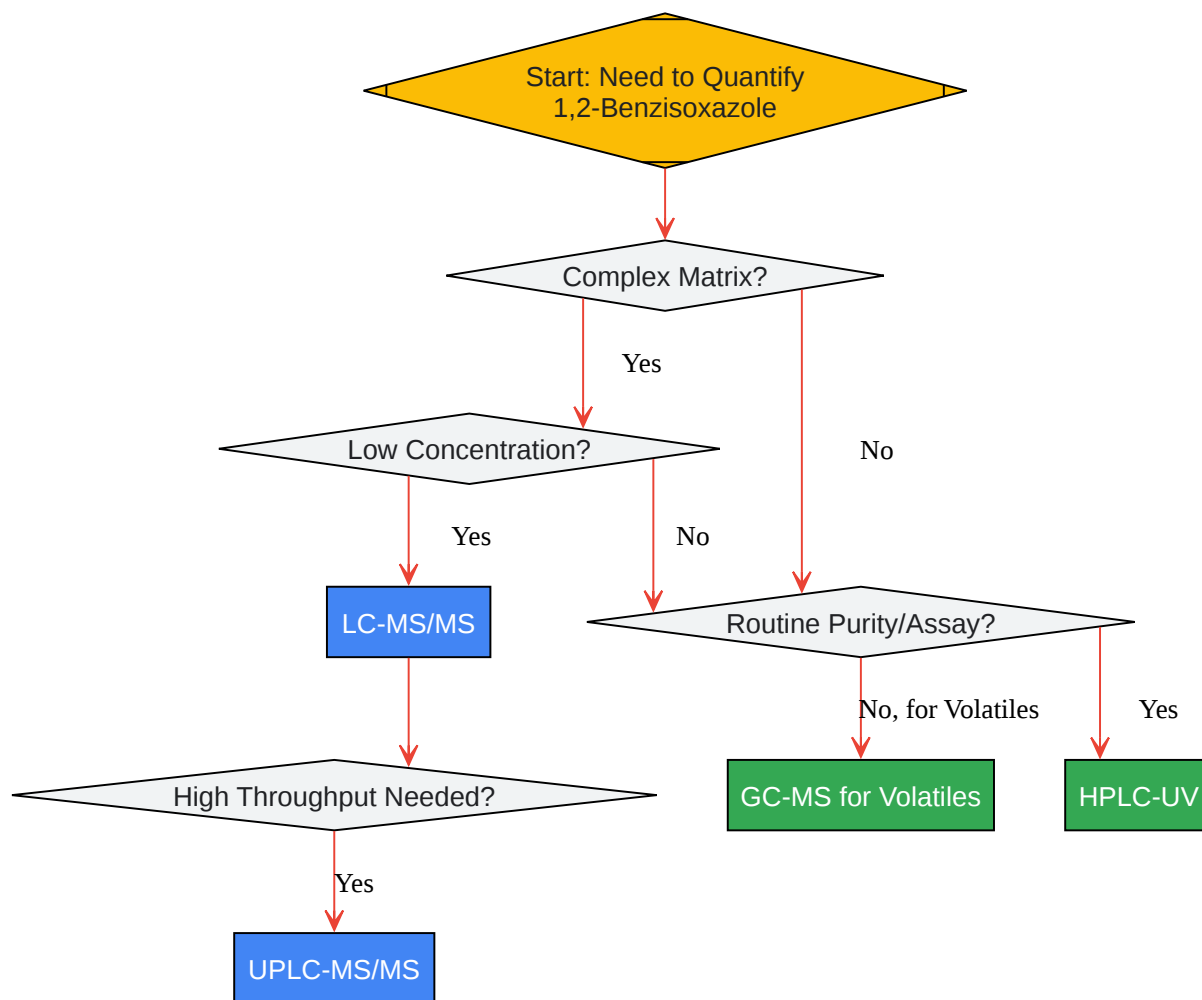 Start: Need to Quantify
1,2-Benzisoxazole
Complex Matrix?
Yes
Low Concentration?
No
Yes
No
LC-MS/MS
Routine Purity/Assay?
No, for Volatiles
Yes
High Throughput Needed?
GC-MS for Volatiles
HPLC-UV
Yes
UPLC-MS/MS